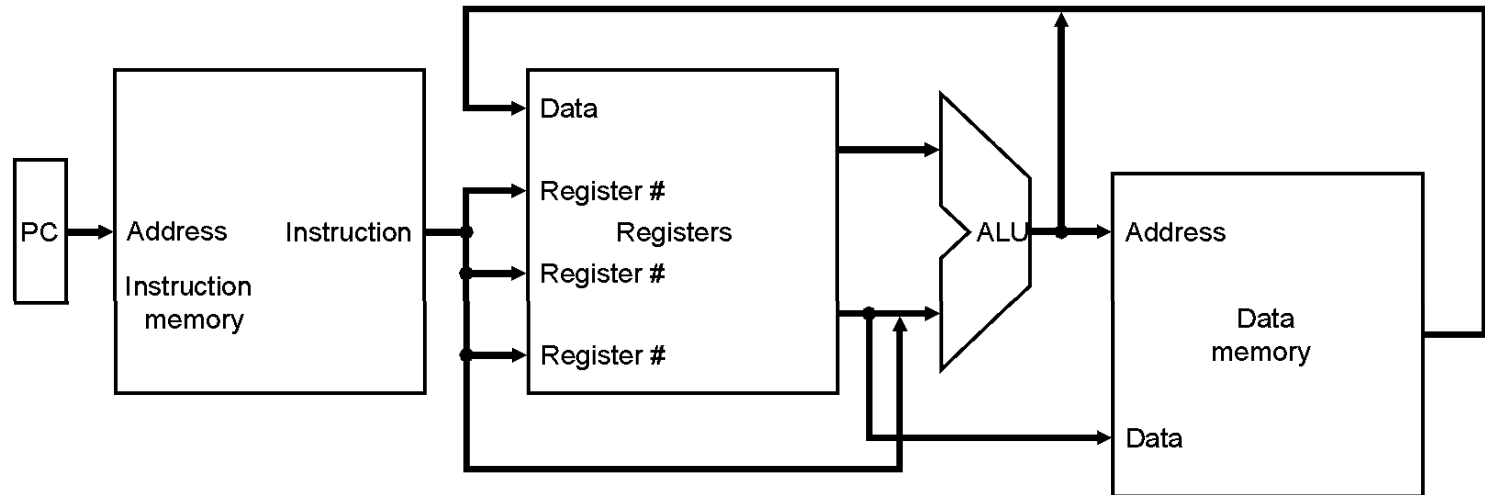 PC
Address
Instruction
Instruction
memory
Data
Register #
Registers
Register #
Register #
ALU
Address
Data
memory
Data